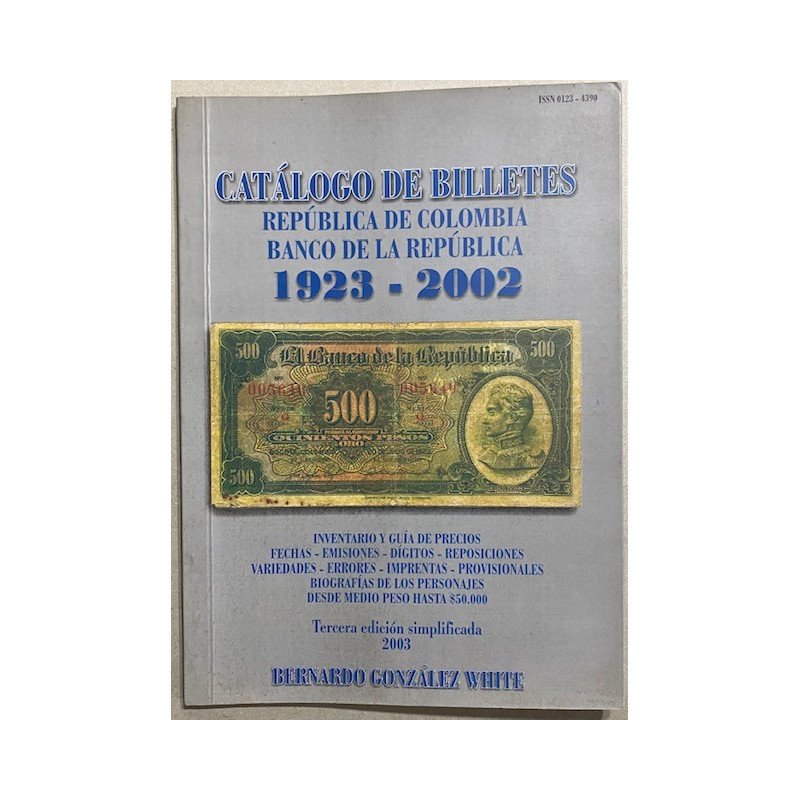 ISSN 0123 - 4390
CATÁLOGO DE BILLETES
REPÚBLICA DE COLOMBIA
BANCO DE LA REPÚBLICA
1923 - 2002
500 El Banco de la República 500
500
QUINIENTOS PESOS
ORO
500
INVENTARIO Y GUÍA DE PRECIOS
FECHAS - EMISIONES - DÍGITOS - REPOSICIONES
VARIEDADES - ERRORES - IMPRENTAS - PROVISIONALES
BIOGRAFÍAS DE LOS PERSONAJES
DESDE MEDIO PESO HASTA $50.000
Tercera edición simplificada
2003
BERNARDO GONZÁLEZ WHITE